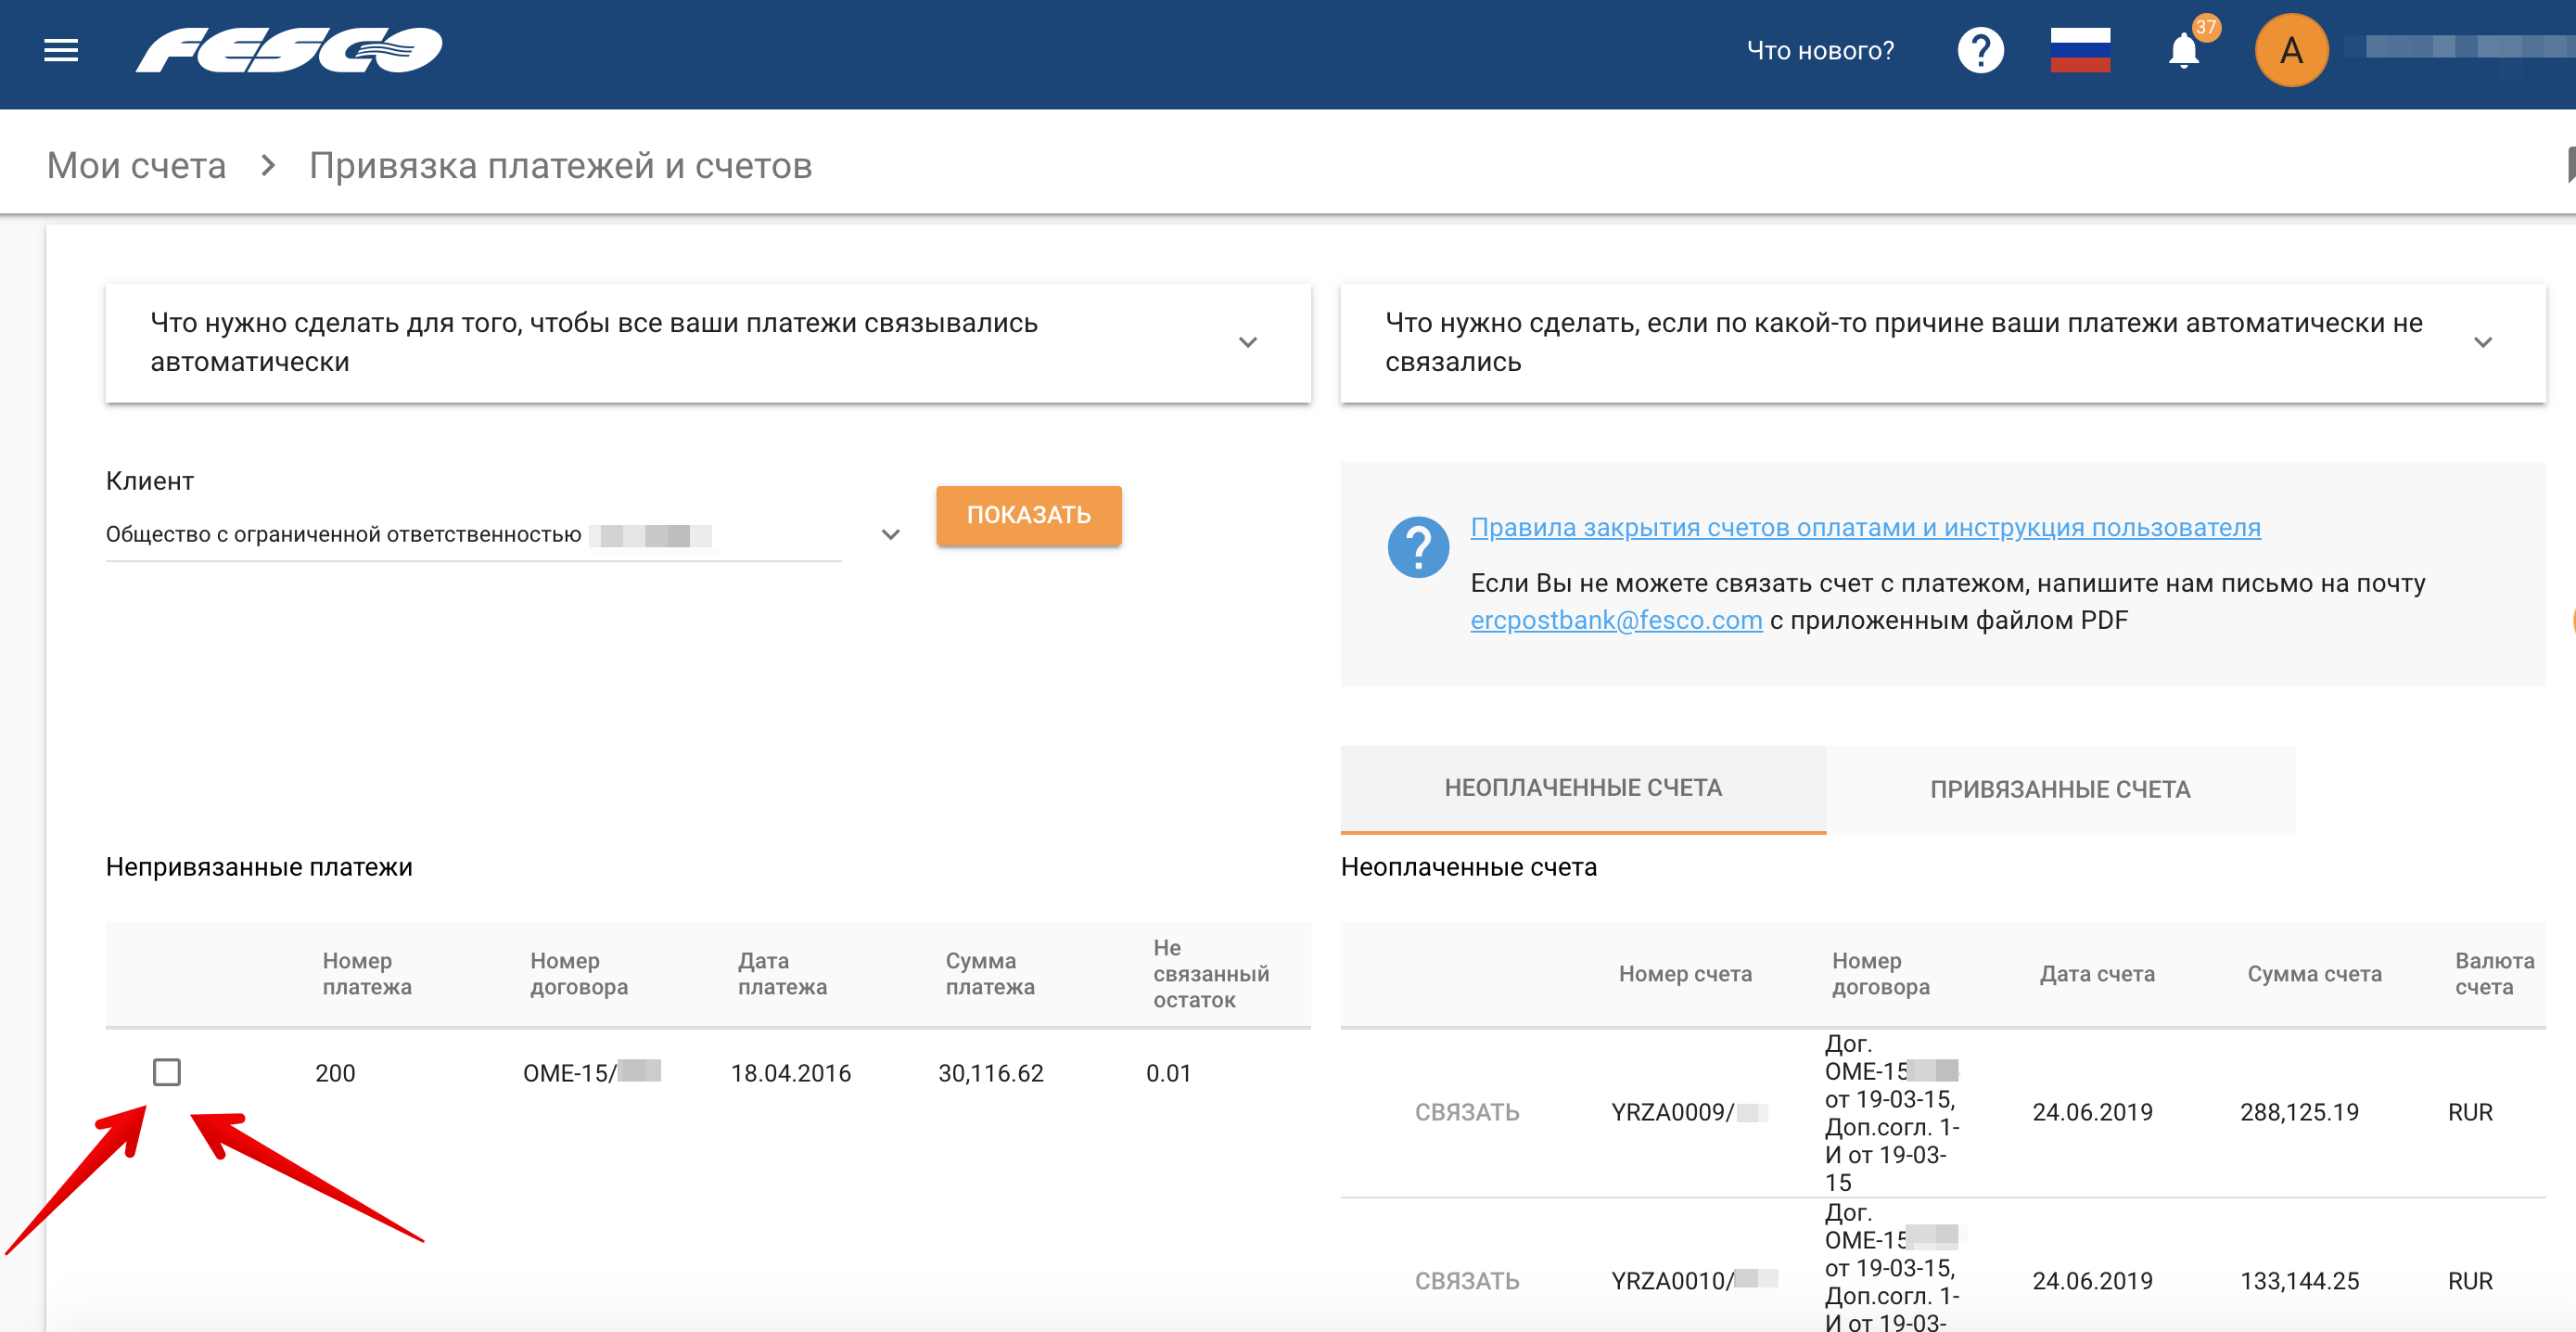 FESCO
Что нового?
?
37
A
Мои счета > Привязка платежей и счетов
Что нужно сделать для того, чтобы все ваши платежи связывались
автоматически
Что нужно сделать, если по какой-то причине ваши платежи автоматически не
связались
Клиент
Общество с ограниченной ответственностью
ПОКАЗАТЬ
?
Правила закрытия счетов оплатами и инструкция пользователя
Если Вы не можете связать счет с платежом, напишите нам письмо на почту
ercpostbank@fesco.com с приложенным файлом PDF
НЕОПЛАЧЕННЫЕ СЧЕТА
ПРИВЯЗАННЫЕ СЧЕТА
Непривязанные платежи
Номер
платежа
Номер
договора
Дата
платежа
Сумма
платежа
Не
связанный
остаток
200
OME-15/
18.04.2016
30,116.62
0.01
Неоплаченные счета
Номер счета
Номер
договора
Дата счета
Сумма счета
Валюта
счета
СВЯЗАТЬ
YRZA0009/
Дог.
OME-15
от 19-03-15,
Доп.согл. 1-
И от 19-03-
15
24.06.2019
288,125.19
RUR
СВЯЗАТЬ
YRZA0010/
Дог.
OME-15
от 19-03-15,
Доп.согл. 1-
И от 19-03-
24.06.2019
133,144.25
RUR